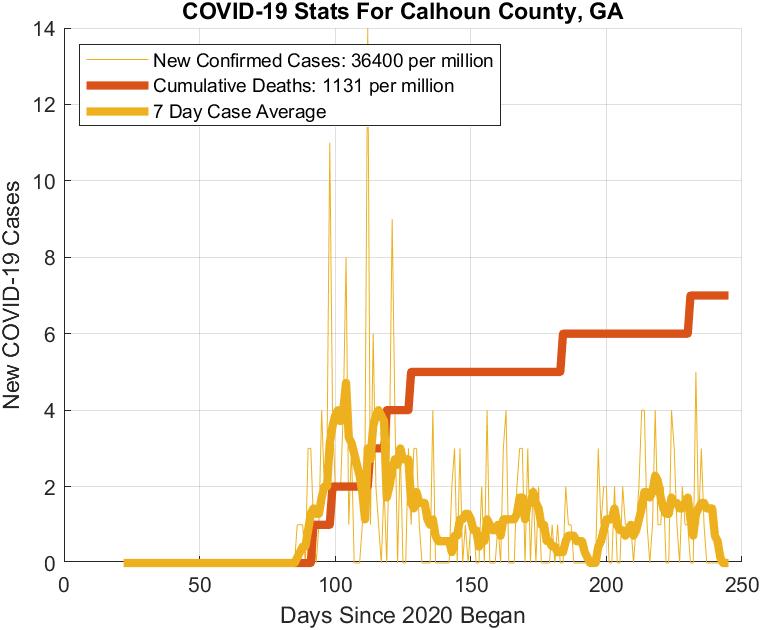 COVID-19 Stats For Calhoun County, GA
New Confirmed Cases: 36400 per million
Cumulative Deaths: 1131 per million
7 Day Case Average
New COVID-19 Cases
14
12
10
8
6
4
2
0
0 50 100 150 200 250
Days Since 2020 Began